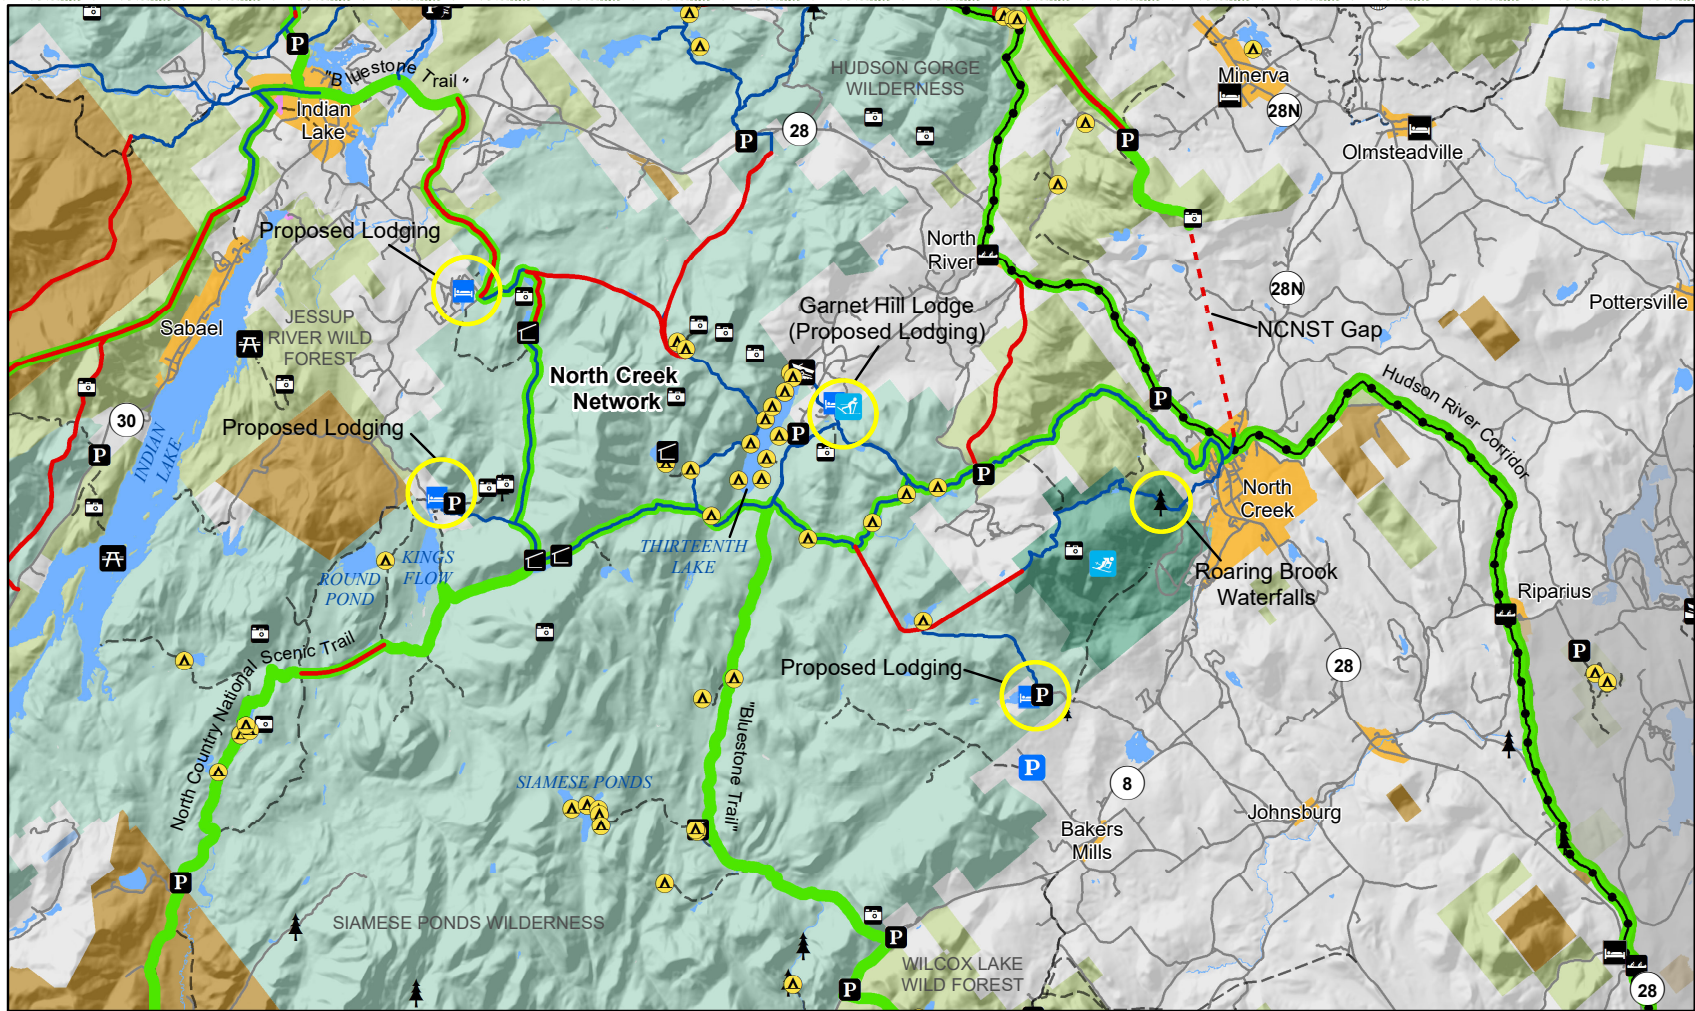 "Bluestone Trail"
Indian
Lake
HUDSON GORGE
WILDERNESS
28
Minerva
28N
Olmsteadville
Proposed Lodging
North
River
28N
Pottersville
Sabael
JESSUP
RIVER WILD
FOREST
Garnet Hill Lodge
(Proposed Lodging)
NCNST Gap
North Creek
Network
30
Proposed Lodging
INDIAN
LAKE
Hudson River Corridor
North
Creek
THIRTEENTH
LAKE
KINGS
FLOW
ROUND
POND
Roaring Brook
Waterfalls
Riparius
North Country National Scenic Trail
Proposed Lodging
28
"Bluestone Trail"
SIAMESE PONDS
8
Johnsburg
Bakers
Mills
SIAMESE PONDS WILDERNESS
WILCOX LAKE
WILD FOREST
28
P
P
P
P
P
P
P
P
P
P
P
P
P
P